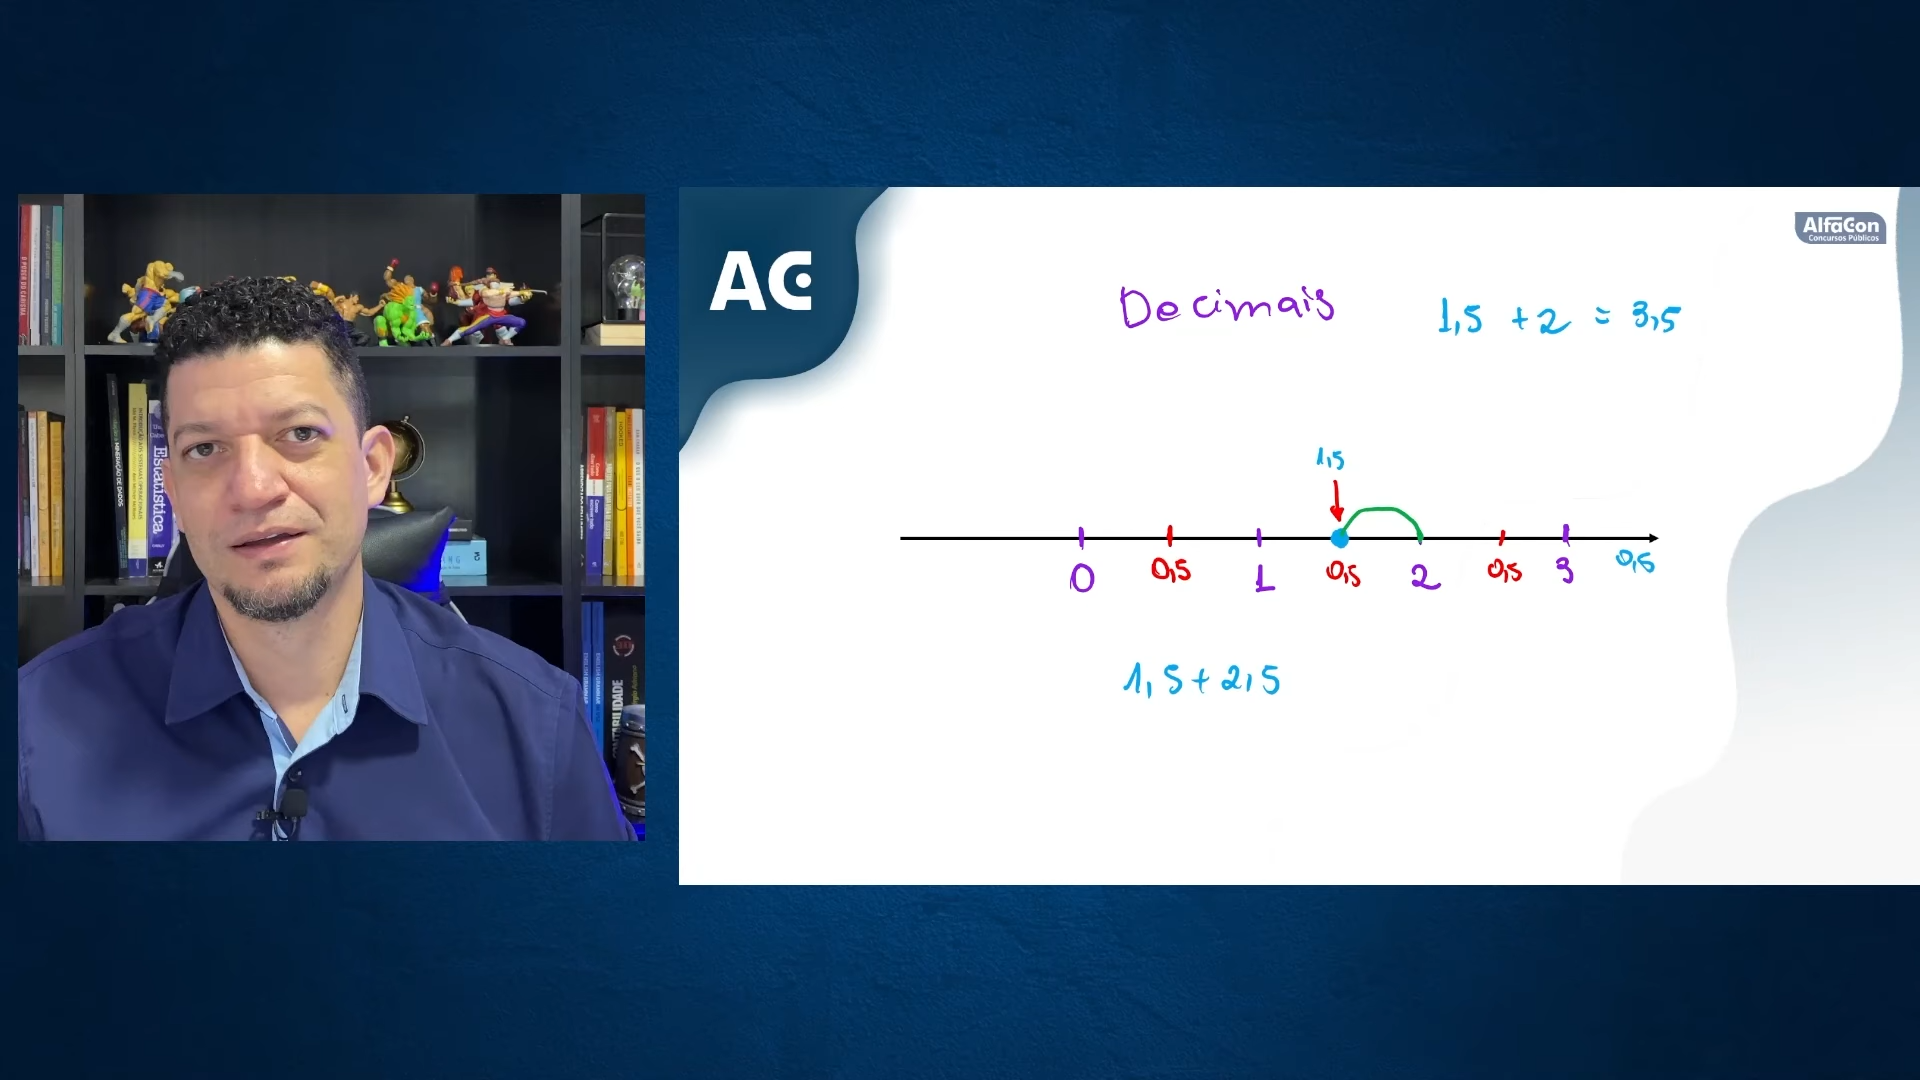 AC
AlfaCon
Concursos Públicos
Decimais 1,5 + 2 = 3,5
1,5
0 0,5 1 0,5 2 0,5 3 0,5
1,5 + 2,5
Estatística
CONTABILIDADE